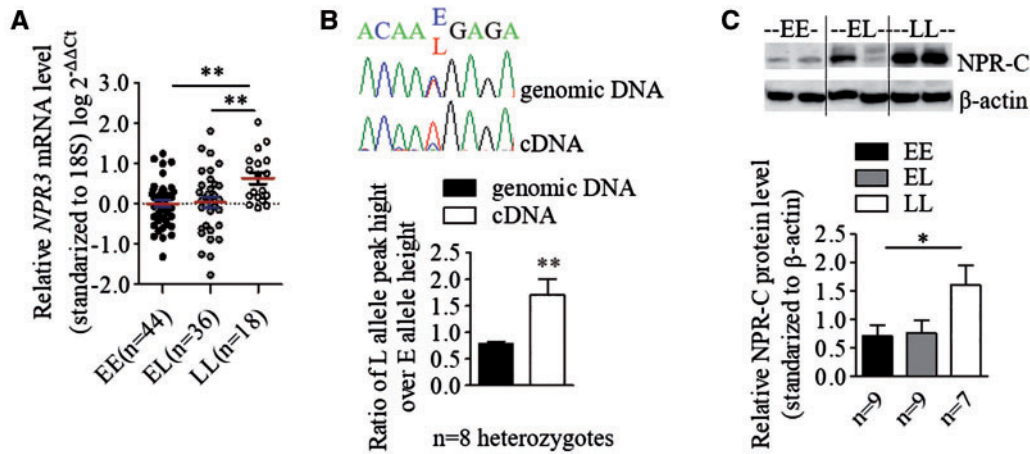 A
Relative NPR3 mRNA level
(standarized to 18S) log 2^-ΔΔCt
3.0
2.0
1.0
0.0
-1.0
-2.0
**
**
EE(n=44)
EL(n=36)
LL(n=18)
B
ACAA E GAGA
L
genomic DNA
cDNA
genomic DNA
cDNA
Ratio of L allele peak hight
over E allele height
2.5
2.0
1.5
1.0
0.5
0.0
**
n=8 heterozygotes
C
--EE- --EL-- --LL--
NPR-C
β-actin
EE
EL
LL
Relative NPR-C protein level
(standarized to β-actin)
2.5
2.0
1.5
1.0
0.5
0.0
*
n=9
n=9
n=7